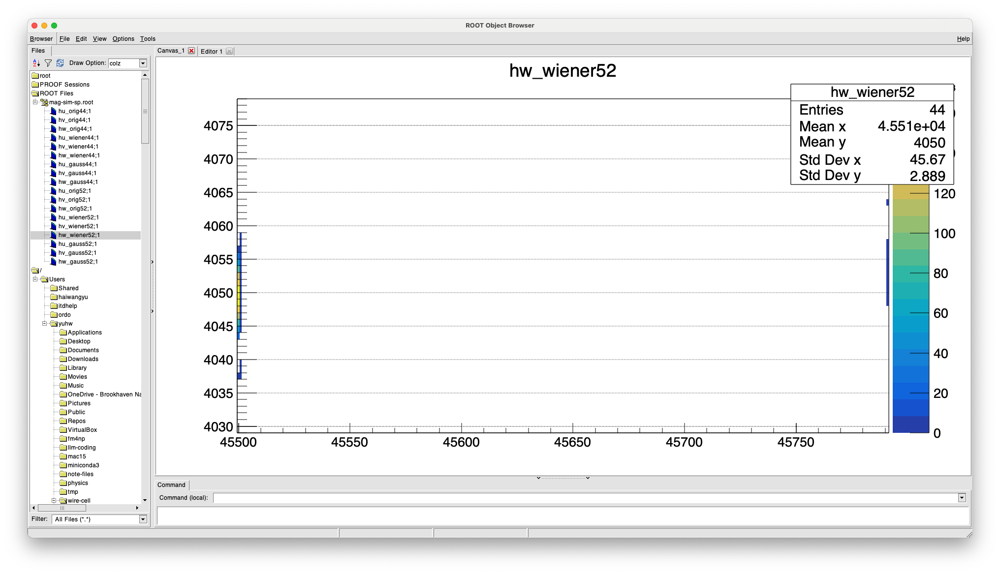 ROOT Object Browser
Browser File Edit View Options Tools Help
Files
Draw Option: colz
root
PROOF Sessions
ROOT Files
mag-sim-sp.root
hu_orig44;1
hv_orig44;1
hw_orig44;1
hu_wiener44;1
hv_wiener44;1
hw_wiener44;1
hu_gauss44;1
hv_gauss44;1
hw_gauss44;1
hu_orig52;1
hv_orig52;1
hw_orig52;1
hu_wiener52;1
hv_wiener52;1
hw_wiener52;1
hu_gauss52;1
hv_gauss52;1
hw_gauss52;1
/
Users
Shared
haiwangyu
itdhelp
ordo
yuhw
Applications
Desktop
Documents
Downloads
Library
Movies
Music
OneDrive - Brookhaven Na
Pictures
Public
Repos
VirtualBox
fm4np
llm-coding
mac15
miniconda3
note-files
physics
tmp
wire-cell
Filter: All Files (*.*)
Canvas_1 Editor 1
hw_wiener52
hw_wiener52
Entries 44
Mean x 4.551e+04
Mean y 4050
Std Dev x 45.67
Std Dev y 2.889
4075
4070
4065
4060
4055
4050
4045
4040
4035
4030
45500 45550 45600 45650 45700 45750
120
100
80
60
40
20
0
Command
Command (local):